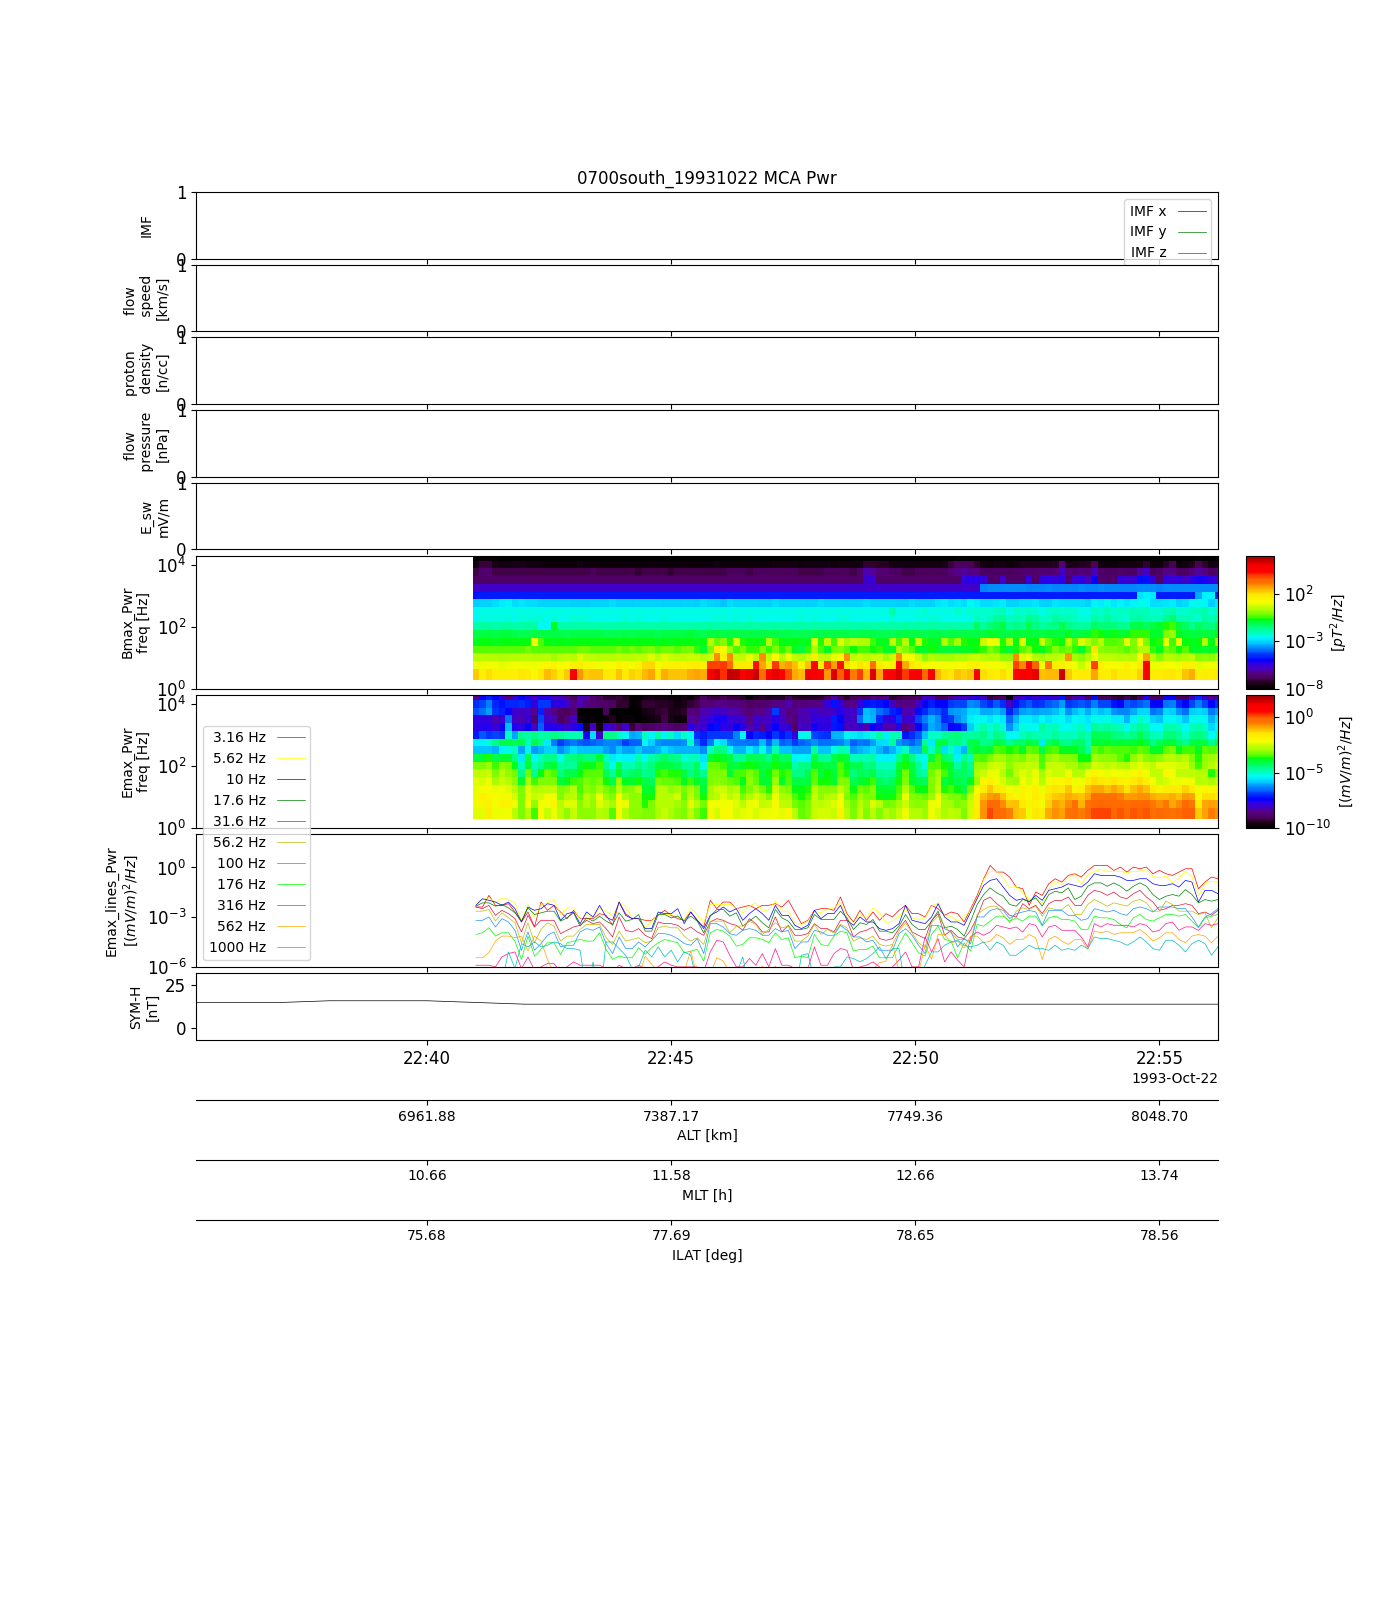 0700south_19931022 MCA Pwr
1
IMF
0
IMF x
IMF y
IMF z
1
flow
speed
[km/s]
0
1
proton
density
[n/cc]
0
1
flow
pressure
[nPa]
0
1
E_sw
mV/m
0
10^4
10^2
10^0
Bmax_Pwr
freq [Hz]
10^2
10^-3
10^-8
[pT^2/Hz]
10^4
10^2
10^0
Emax_Pwr
freq [Hz]
10^0
10^-5
10^-10
[(mV/m)^2/Hz]
3.16 Hz
5.62 Hz
10 Hz
17.6 Hz
31.6 Hz
56.2 Hz
100 Hz
176 Hz
316 Hz
562 Hz
1000 Hz
10^0
10^-3
10^-6
Emax_lines_Pwr
[(mV/m)^2/Hz]
25
0
SYM-H
[nT]
22:40 22:45 22:50 22:55
1993-Oct-22
6961.88 7387.17 7749.36 8048.70
ALT [km]
10.66 11.58 12.66 13.74
MLT [h]
75.68 77.69 78.65 78.56
ILAT [deg]